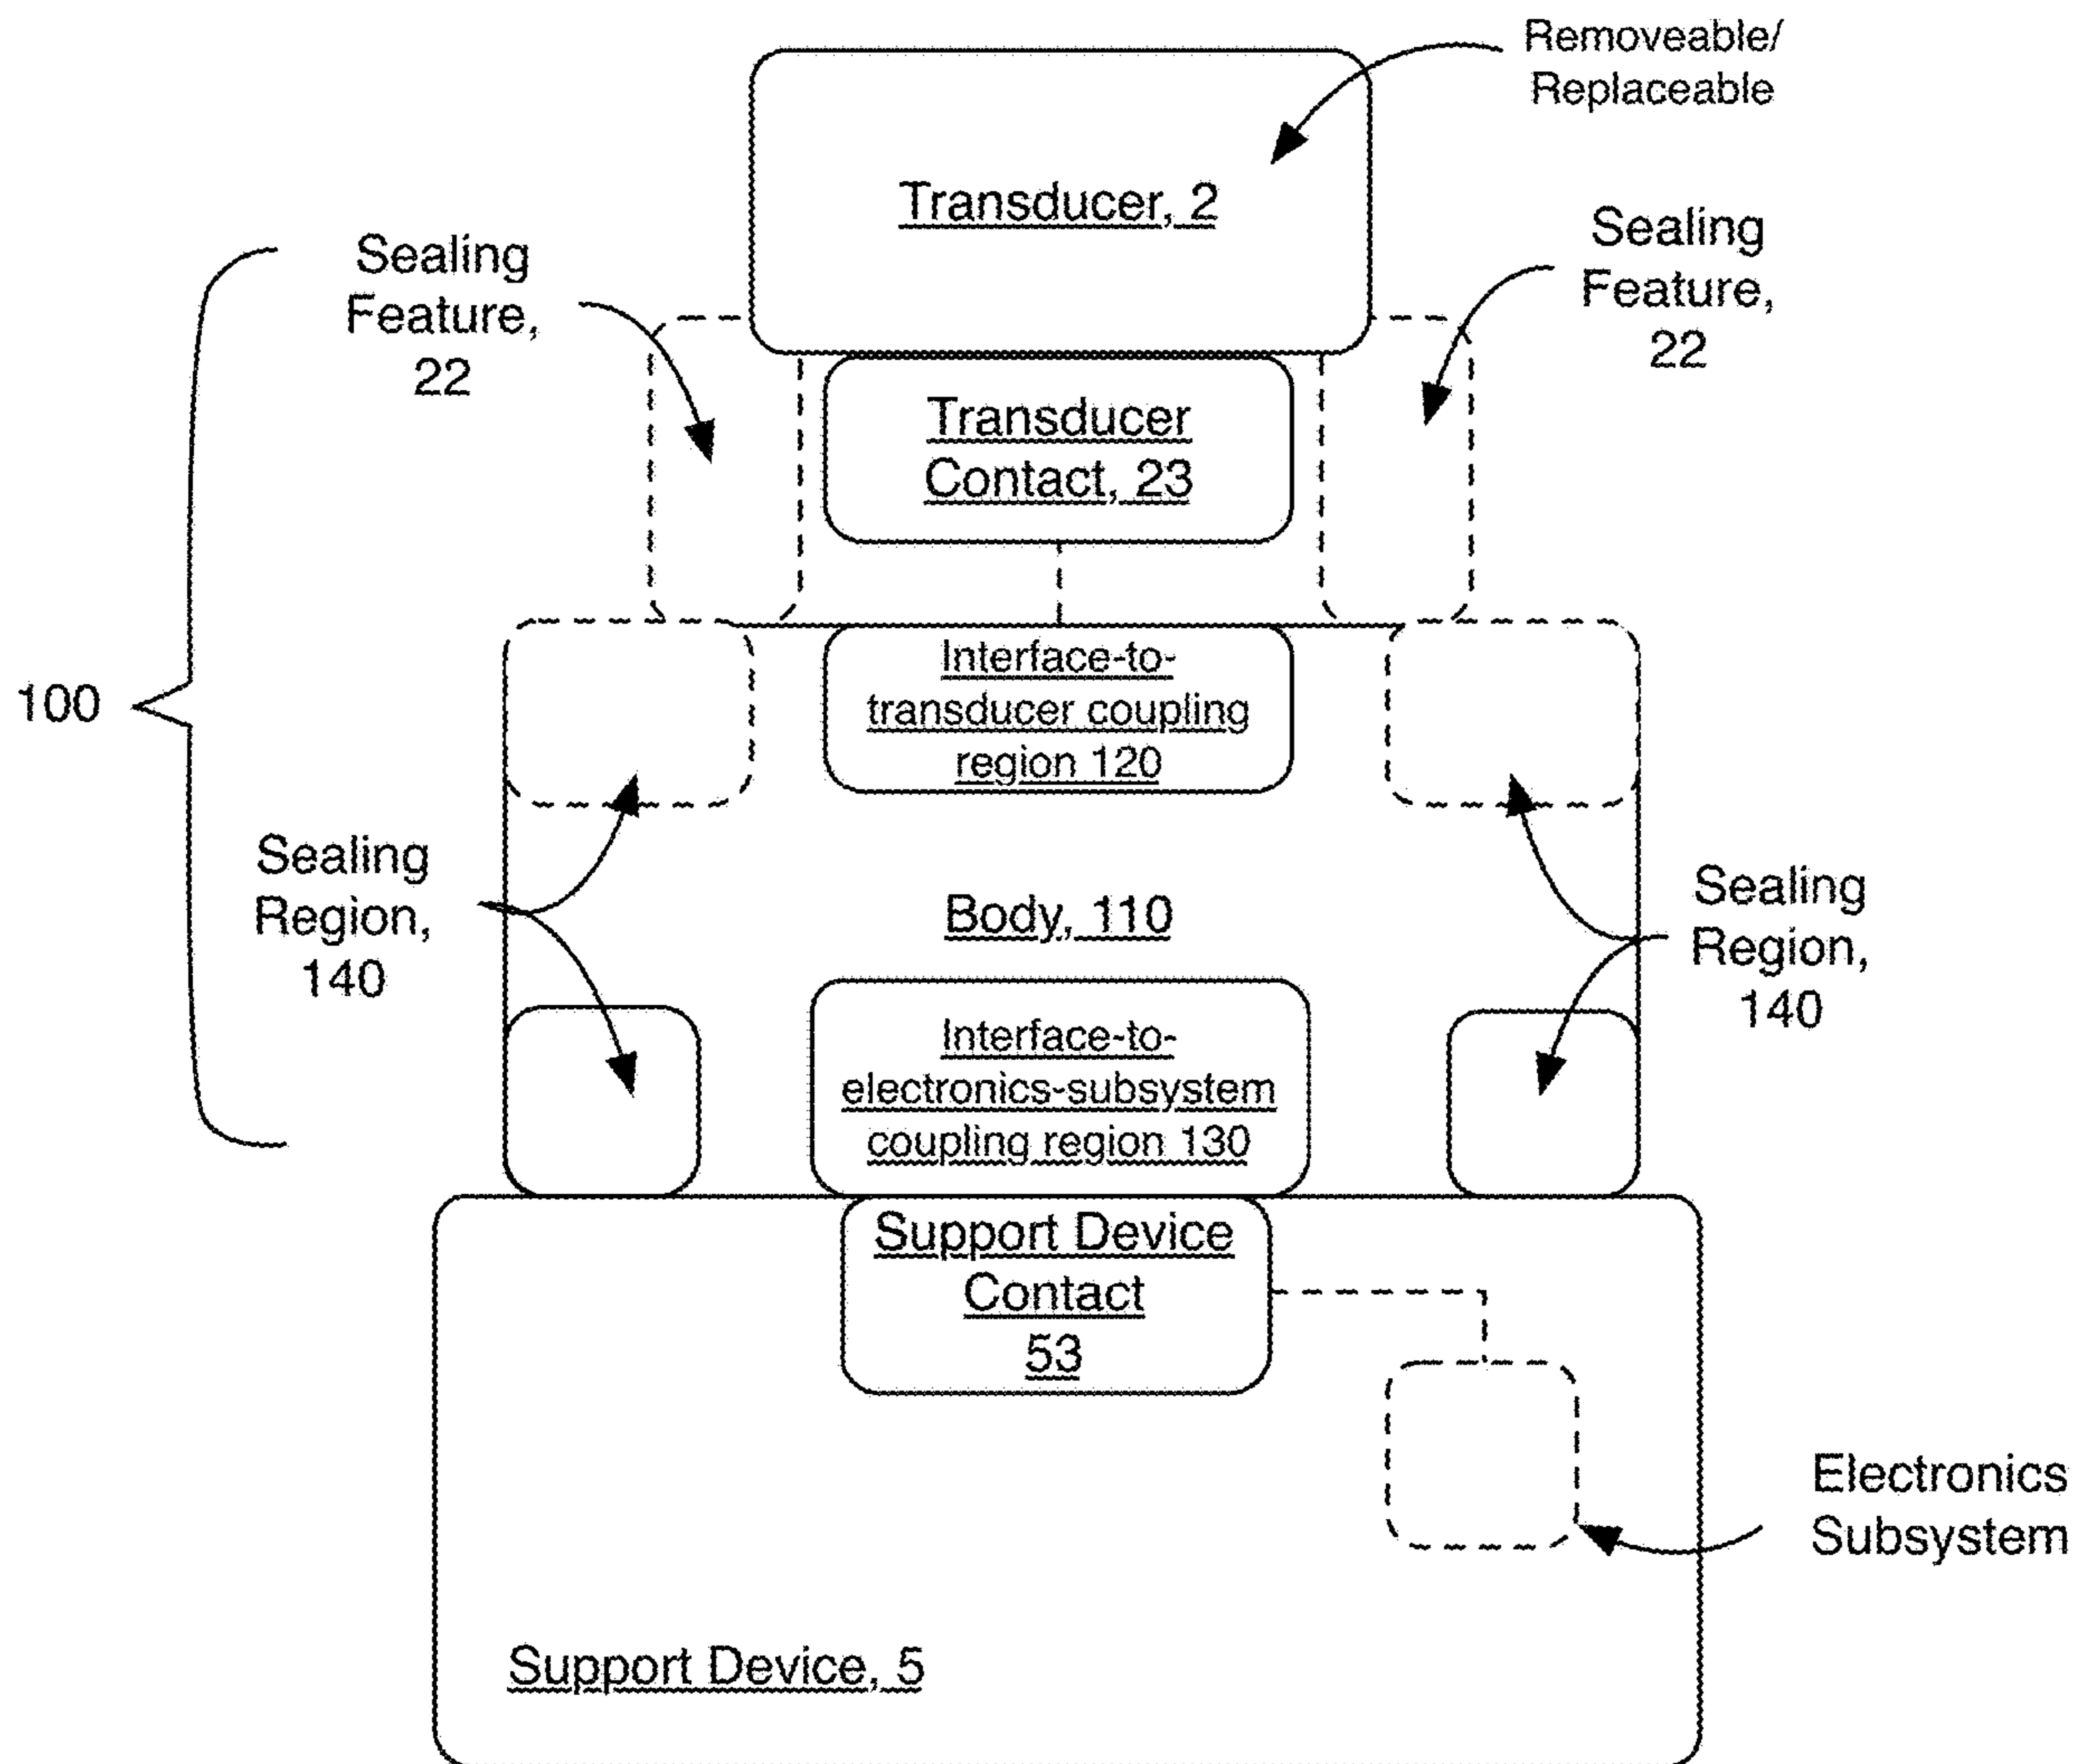 Removeable/
Replaceable
Transducer, 2
Sealing
Feature,
22
Sealing
Feature,
22
Transducer
Contact, 23
Interface-to-
transducer coupling
region 120
100
Sealing
Region,
140
Body, 110
Sealing
Region,
140
Interface-to-
electronics-subsystem
coupling region 130
Support Device
Contact
53
Electronics
Subsystem
Support Device, 5